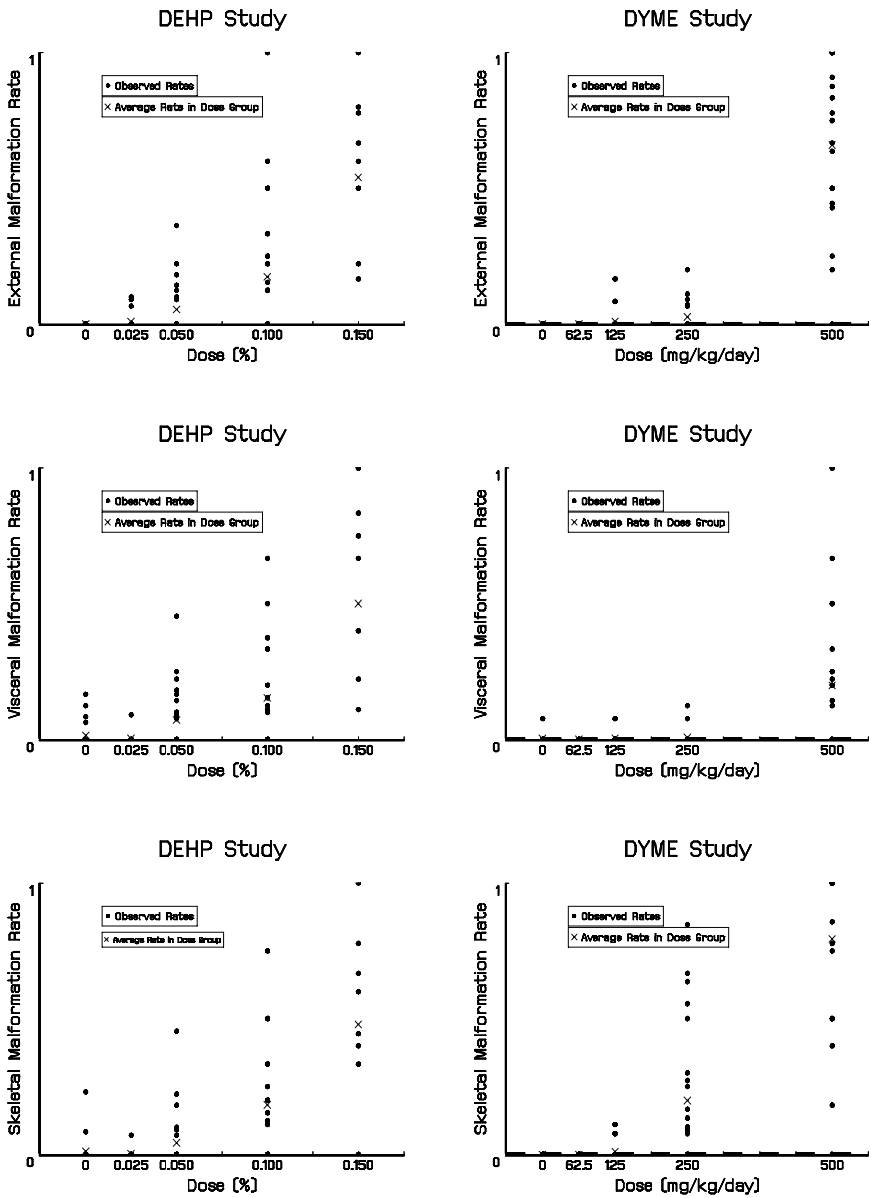 DEHP Study
External Malformation Rate
1
• Observed Rates
× Average Rate in Dose Group
0
0 0.025 0.050 0.100 0.150
Dose (%)
DYME Study
External Malformation Rate
1
• Observed Rates
× Average Rate in Dose Group
0
0 62.5 125 250 500
Dose (mg/kg/day)
DEHP Study
Visceral Malformation Rate
1
• Observed Rates
× Average Rate in Dose Group
0
0 0.025 0.050 0.100 0.150
Dose (%)
DYME Study
Visceral Malformation Rate
1
• Observed Rates
× Average Rate in Dose Group
0
0 62.5 125 250 500
Dose (mg/kg/day)
DEHP Study
Skeletal Malformation Rate
1
• Observed Rates
× Average Rate in Dose Group
0
0 0.025 0.050 0.100 0.150
Dose (%)
DYME Study
Skeletal Malformation Rate
1
• Observed Rates
× Average Rate in Dose Group
0
0 62.5 125 250 500
Dose (mg/kg/day)